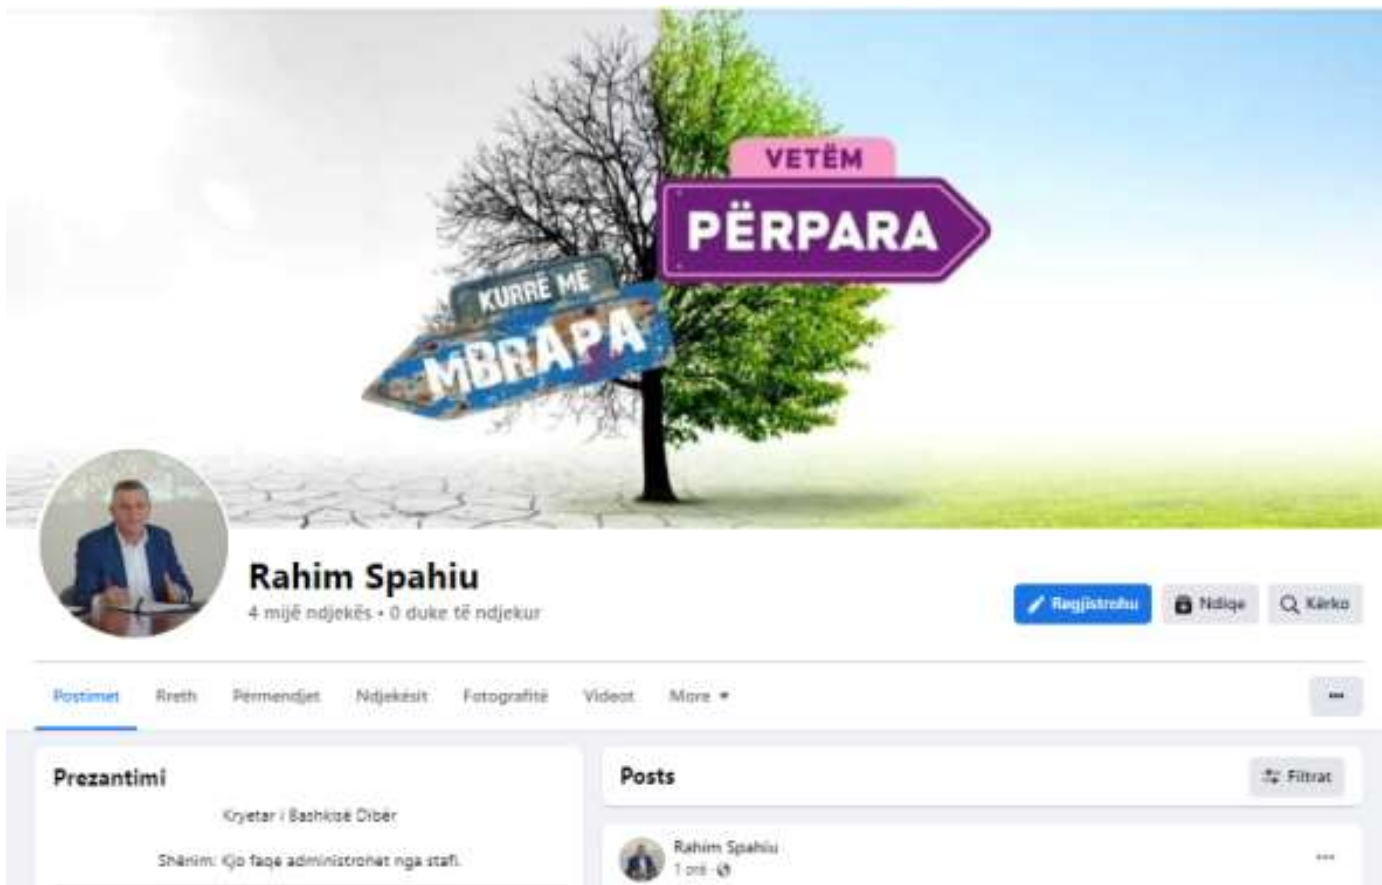 VETËM
PËRPARA
KURRË MË
MBRAPA
Rahim Spahiu
4 mijë ndjekës • 0 duke të ndjekur
Regjistrohu
Ndiqe
Kërko
Postimet Rreth Përmendjet Ndjekësit Fotografitë Videot More
Prezantimi
Kryetar i Bashkisë Dibër
Shënim: Kjo faqe administrohet nga stafi.
Posts
Filtrat
Rahim Spahiu
1 orë